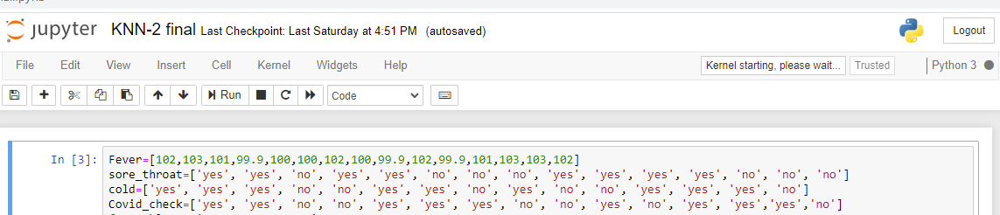 jupyter KNN-2 final Last Checkpoint: Last Saturday at 4:51 PM (autosaved) Logout
File Edit View Insert Cell Kernel Widgets Help Kernel starting, please wait... Trusted Python 3
Run Code
In [3]: Fever=[102,103,101,99.9,100,100,102,100,99.9,102,99.9,101,103,103,102]
sore_throat=['yes', 'yes', 'no', 'yes', 'yes', 'no', 'no', 'no', 'yes', 'yes', 'yes', 'yes', 'no', 'no', 'no']
cold=['yes', 'yes', 'yes', 'no', 'no', 'yes', 'yes', 'no', 'yes', 'no', 'no', 'yes', 'yes', 'yes', 'no']
Covid_check=['yes', 'yes', 'no', 'no', 'yes', 'yes', 'yes', 'no', 'no', 'yes', 'no', 'yes', 'yes','yes','no']